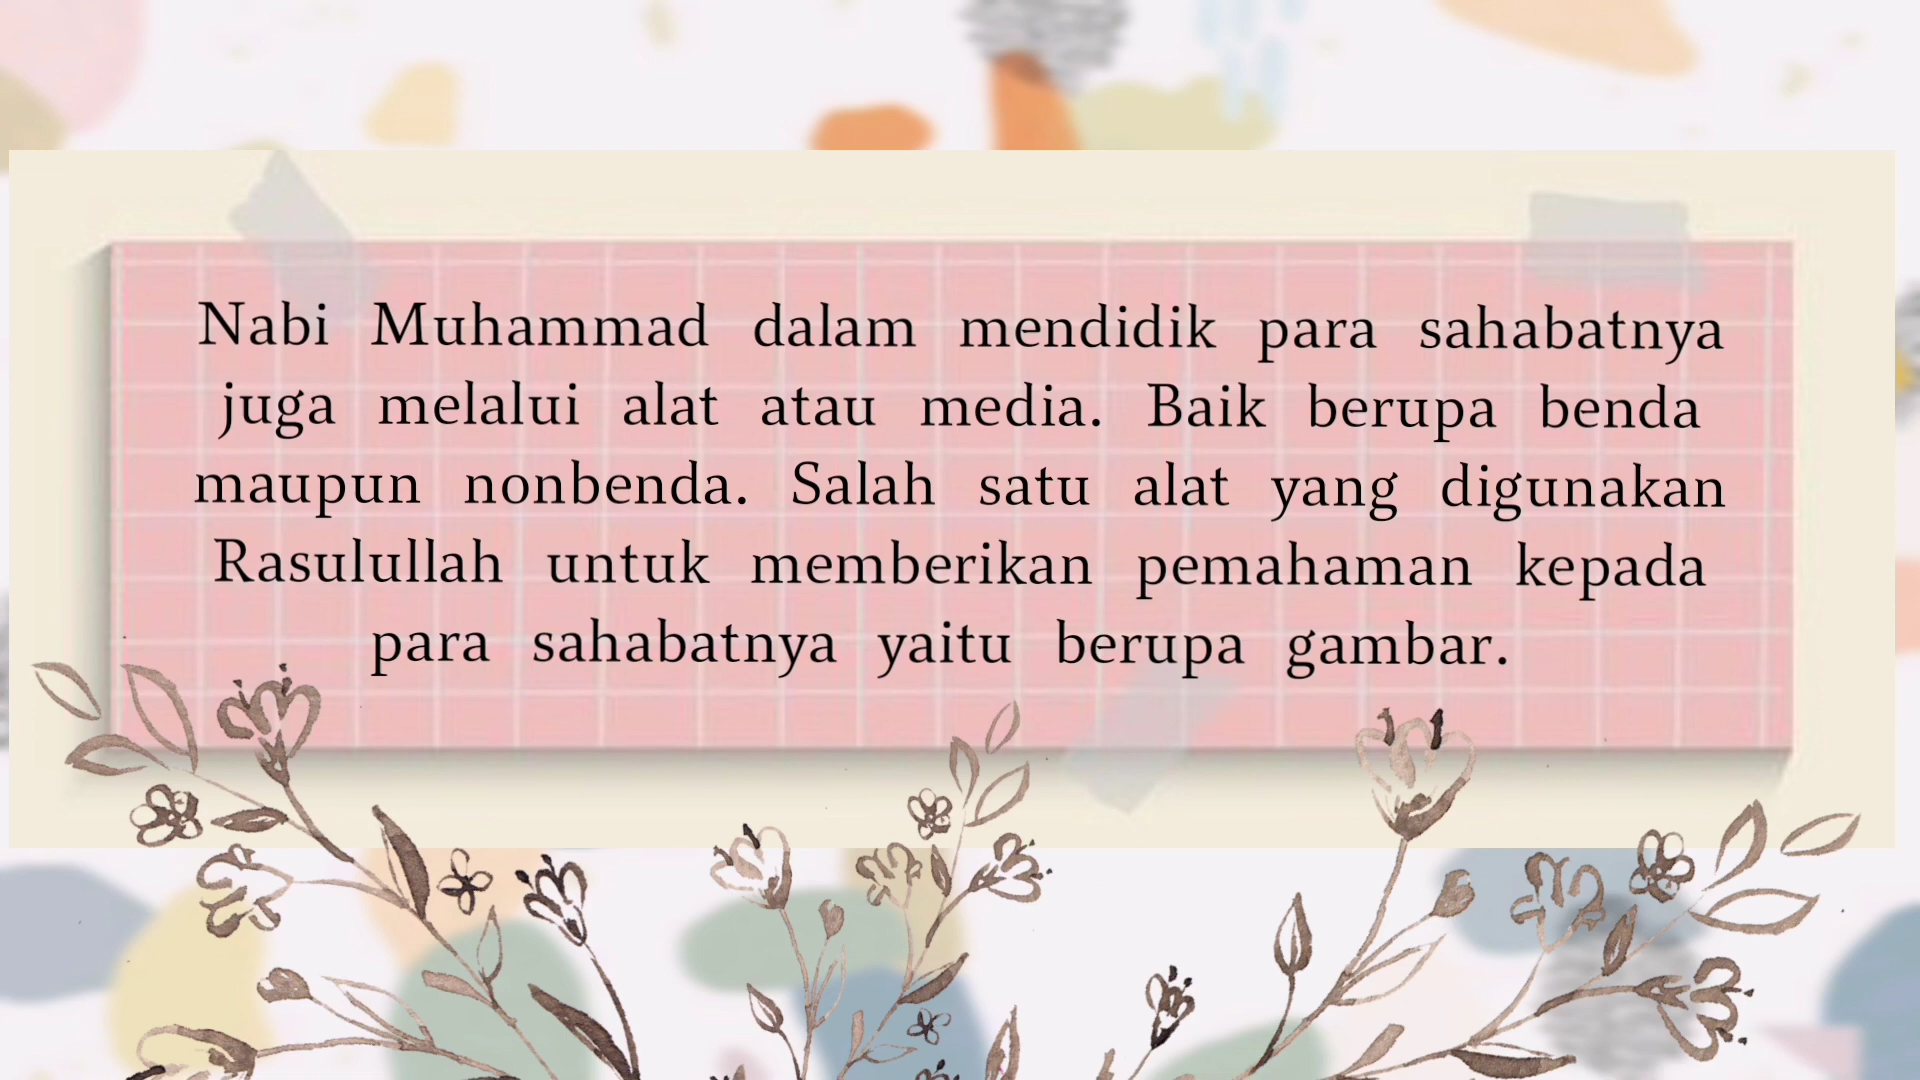 Nabi Muhammad dalam mendidik para sahabatnya
juga melalui alat atau media. Baik berupa benda
maupun nonbenda. Salah satu alat yang digunakan
Rasulullah untuk memberikan pemahaman kepada
para sahabatnya yaitu berupa gambar.